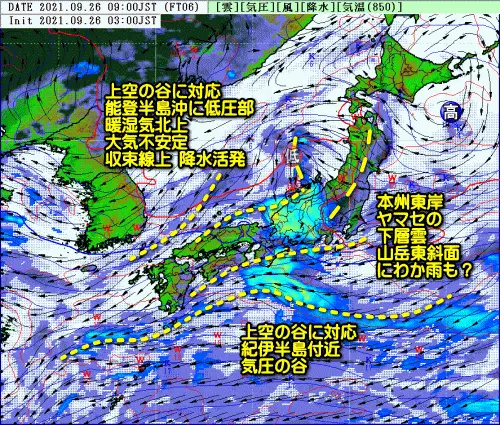 DATE 2021.09.26 09:00JST (FT06)
[雲][気圧][風][降水][気温(850)]
Init 2021.09.26 03:00JST
上空の谷に対応
能登半島沖に低圧部
暖湿気北上
大気不安定
収束線上 降水活発
高
低
本州東岸
ヤマセの
下層雲
山岳東斜面
にわか雨も?
上空の谷に対応
紀伊半島付近
気圧の谷